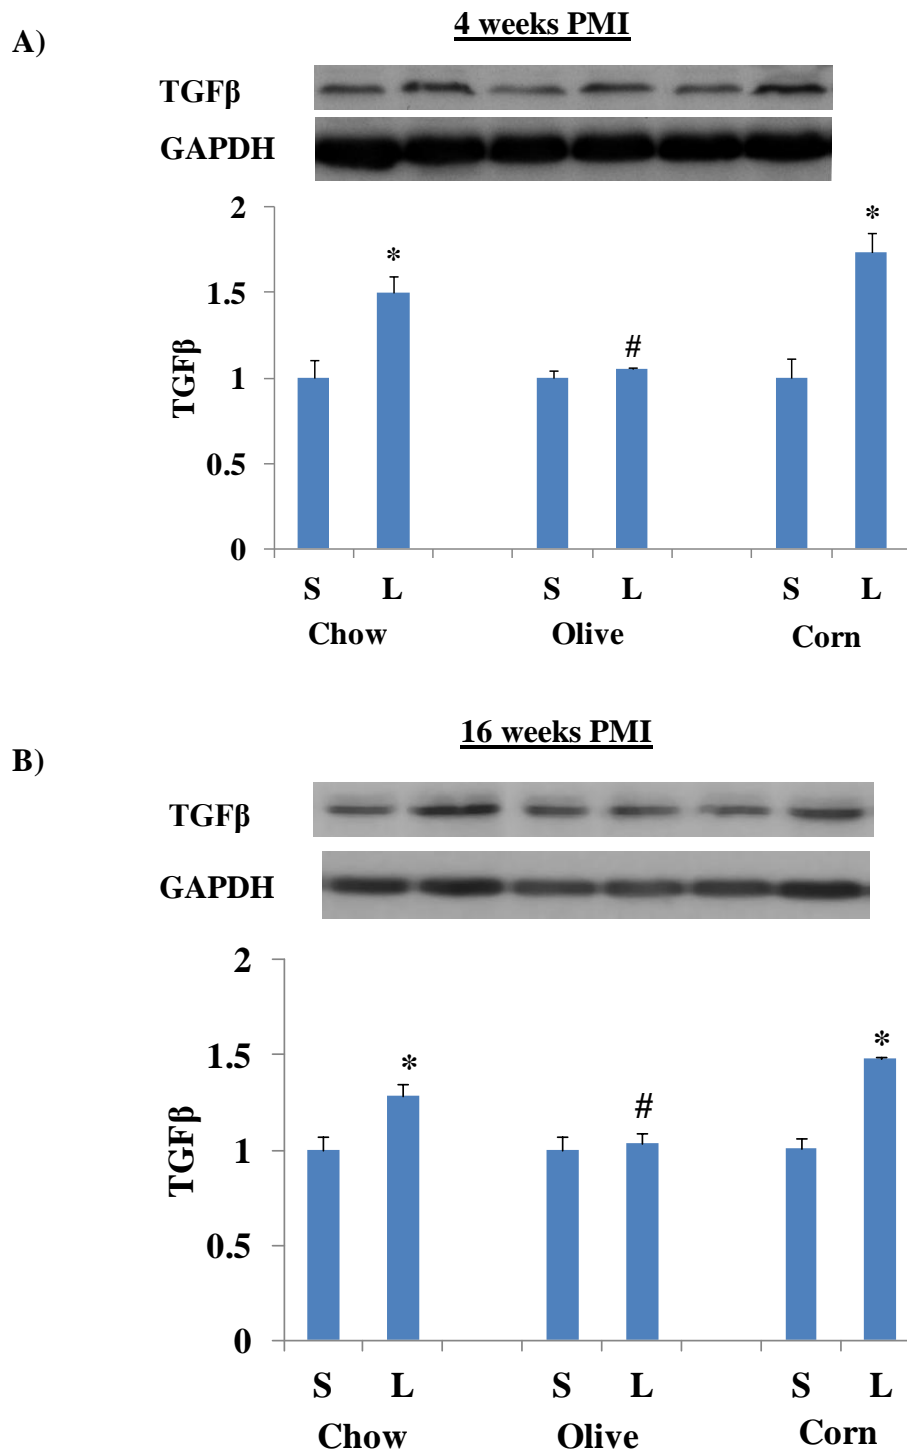 4 weeks PMI
A)
TGFβ
GAPDH
2
*
*
1.5
#
TGFβ
1
0.5
0
S L S L S L
Chow Olive Corn
16 weeks PMI
B)
TGFβ
GAPDH
2
*
1.5
*
#
TGFβ
1
0.5
0
S L S L S L
Chow Olive Corn